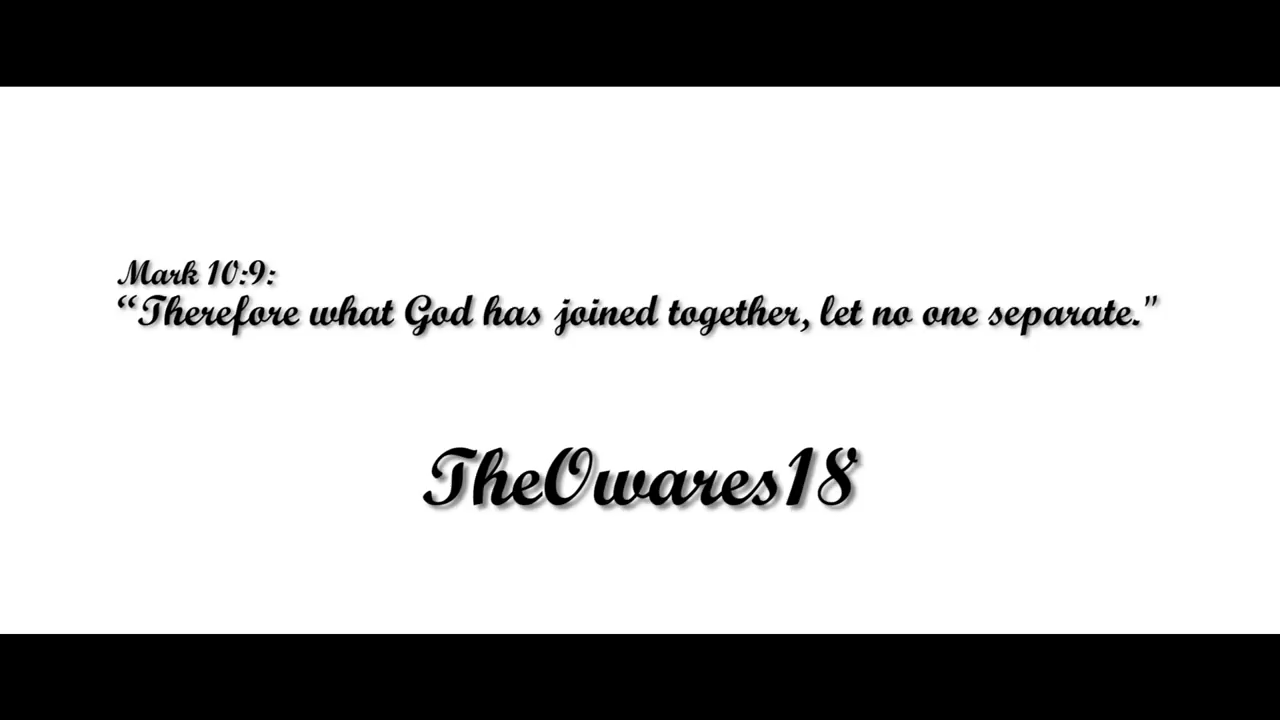 Mark 10:9:
“Therefore what God has joined together, let no one separate."
TheOwares18